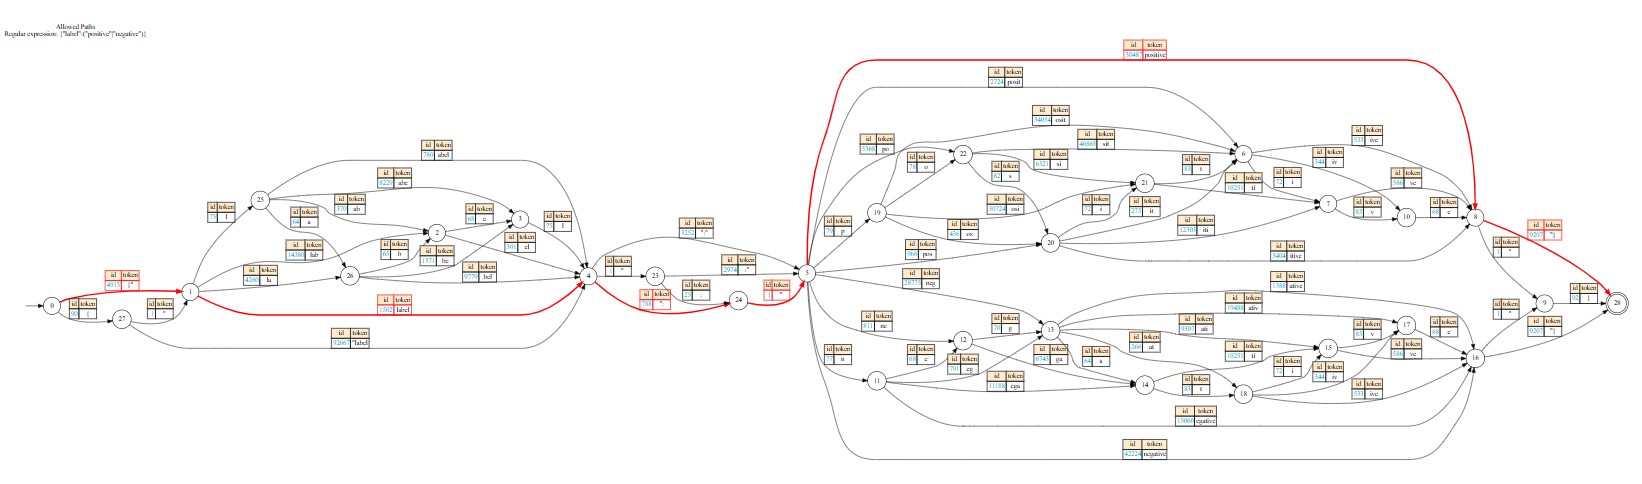 Allowed Paths
Regular expression: {"label":("positive"|"negative")}
id token
30487 positive
id token
2724 posit
id token
34054 osit
id token
5568 po
id token
46865 sit
id token
533 ive
id token
780 abel
id token
78 o
id token
6321 si
id token
83 t
id token
344 iv
id token
82 s
id token
10251 iti
id token
72 i
id token
586 ve
id token
8229 abe
id token
370 ab
id token
75 l
id token
64 a
id token
68 e
id token
75 l
id token
14380 lab
id token
65 b
id token
301 el
id token
1371 be
id token
4260 la
id token
9779 bel
id token
1502 label
id token
92667 "label
id token
4913 {"
id token
90 {
id token
1 "
id token
3252 ":"
id token
1 "
id token
2974 :"
id token
788 ":
id token
25 :
id token
1 "
id token
79 p
id token
966 pos
id token
30724 osi
id token
436 os
id token
72 i
id token
275 it
id token
12303 iti
id token
3404 itive
id token
85 v
id token
68 e
id token
1 "
id token
9207 "}
id token
28775 neg
id token
1388 ative
id token
19488 ativ
id token
9307 ati
id token
811 ne
id token
70 g
id token
266 at
id token
77 n
id token
68 e
id token
791 eg
id token
6743 ga
id token
64 a
id token
11188 ega
id token
10251 ti
id token
83 t
id token
72 i
id token
344 iv
id token
85 v
id token
68 e
id token
586 ve
id token
533 ive
id token
15060 egative
id token
42224 negative
id token
1 "
id token
9207 "}
id token
92 }
0
27
1
25
26
2
3
4
23
24
5
19
22
20
21
6
7
10
8
11
12
13
14
18
15
17
16
9
28